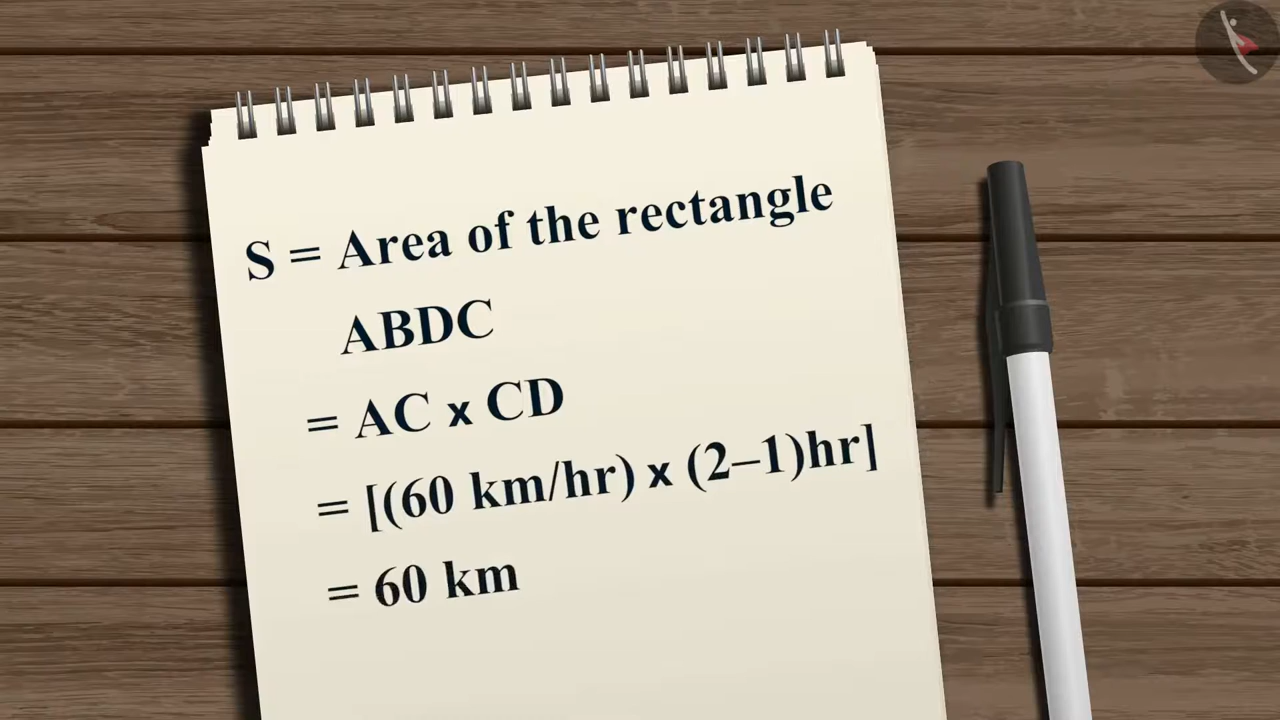 S = Area of the rectangle
ABDC
= AC x CD
= [(60 km/hr) x (2–1)hr]
= 60 km